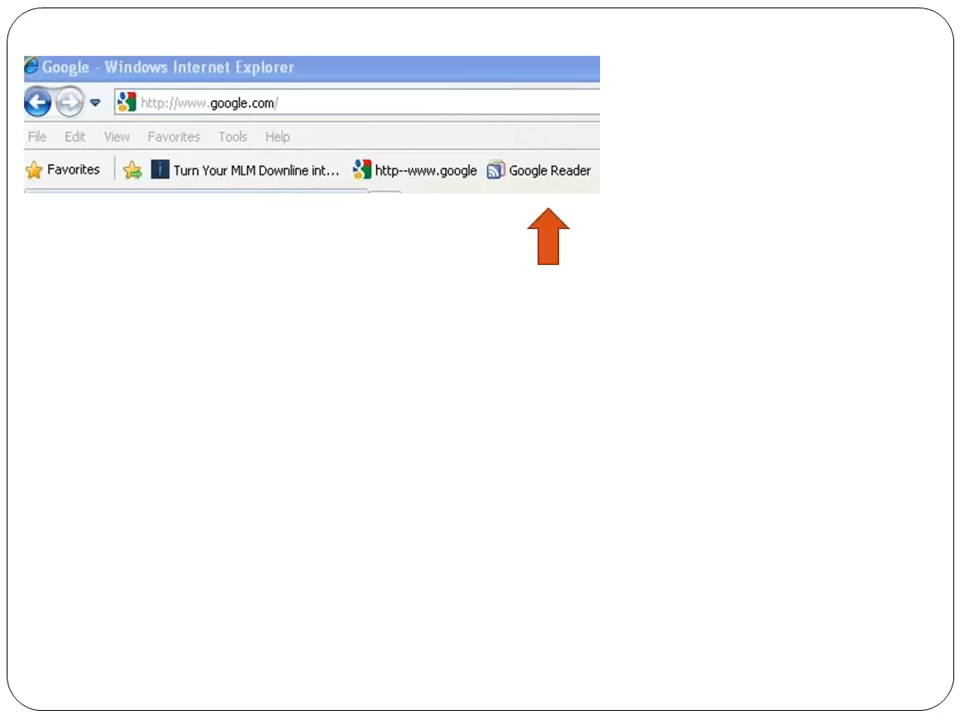 Google - Windows Internet Explorer
http://www.google.com/
File Edit View Favorites Tools Help
Favorites Turn Your MLM Downline int... http--www.google Google Reader